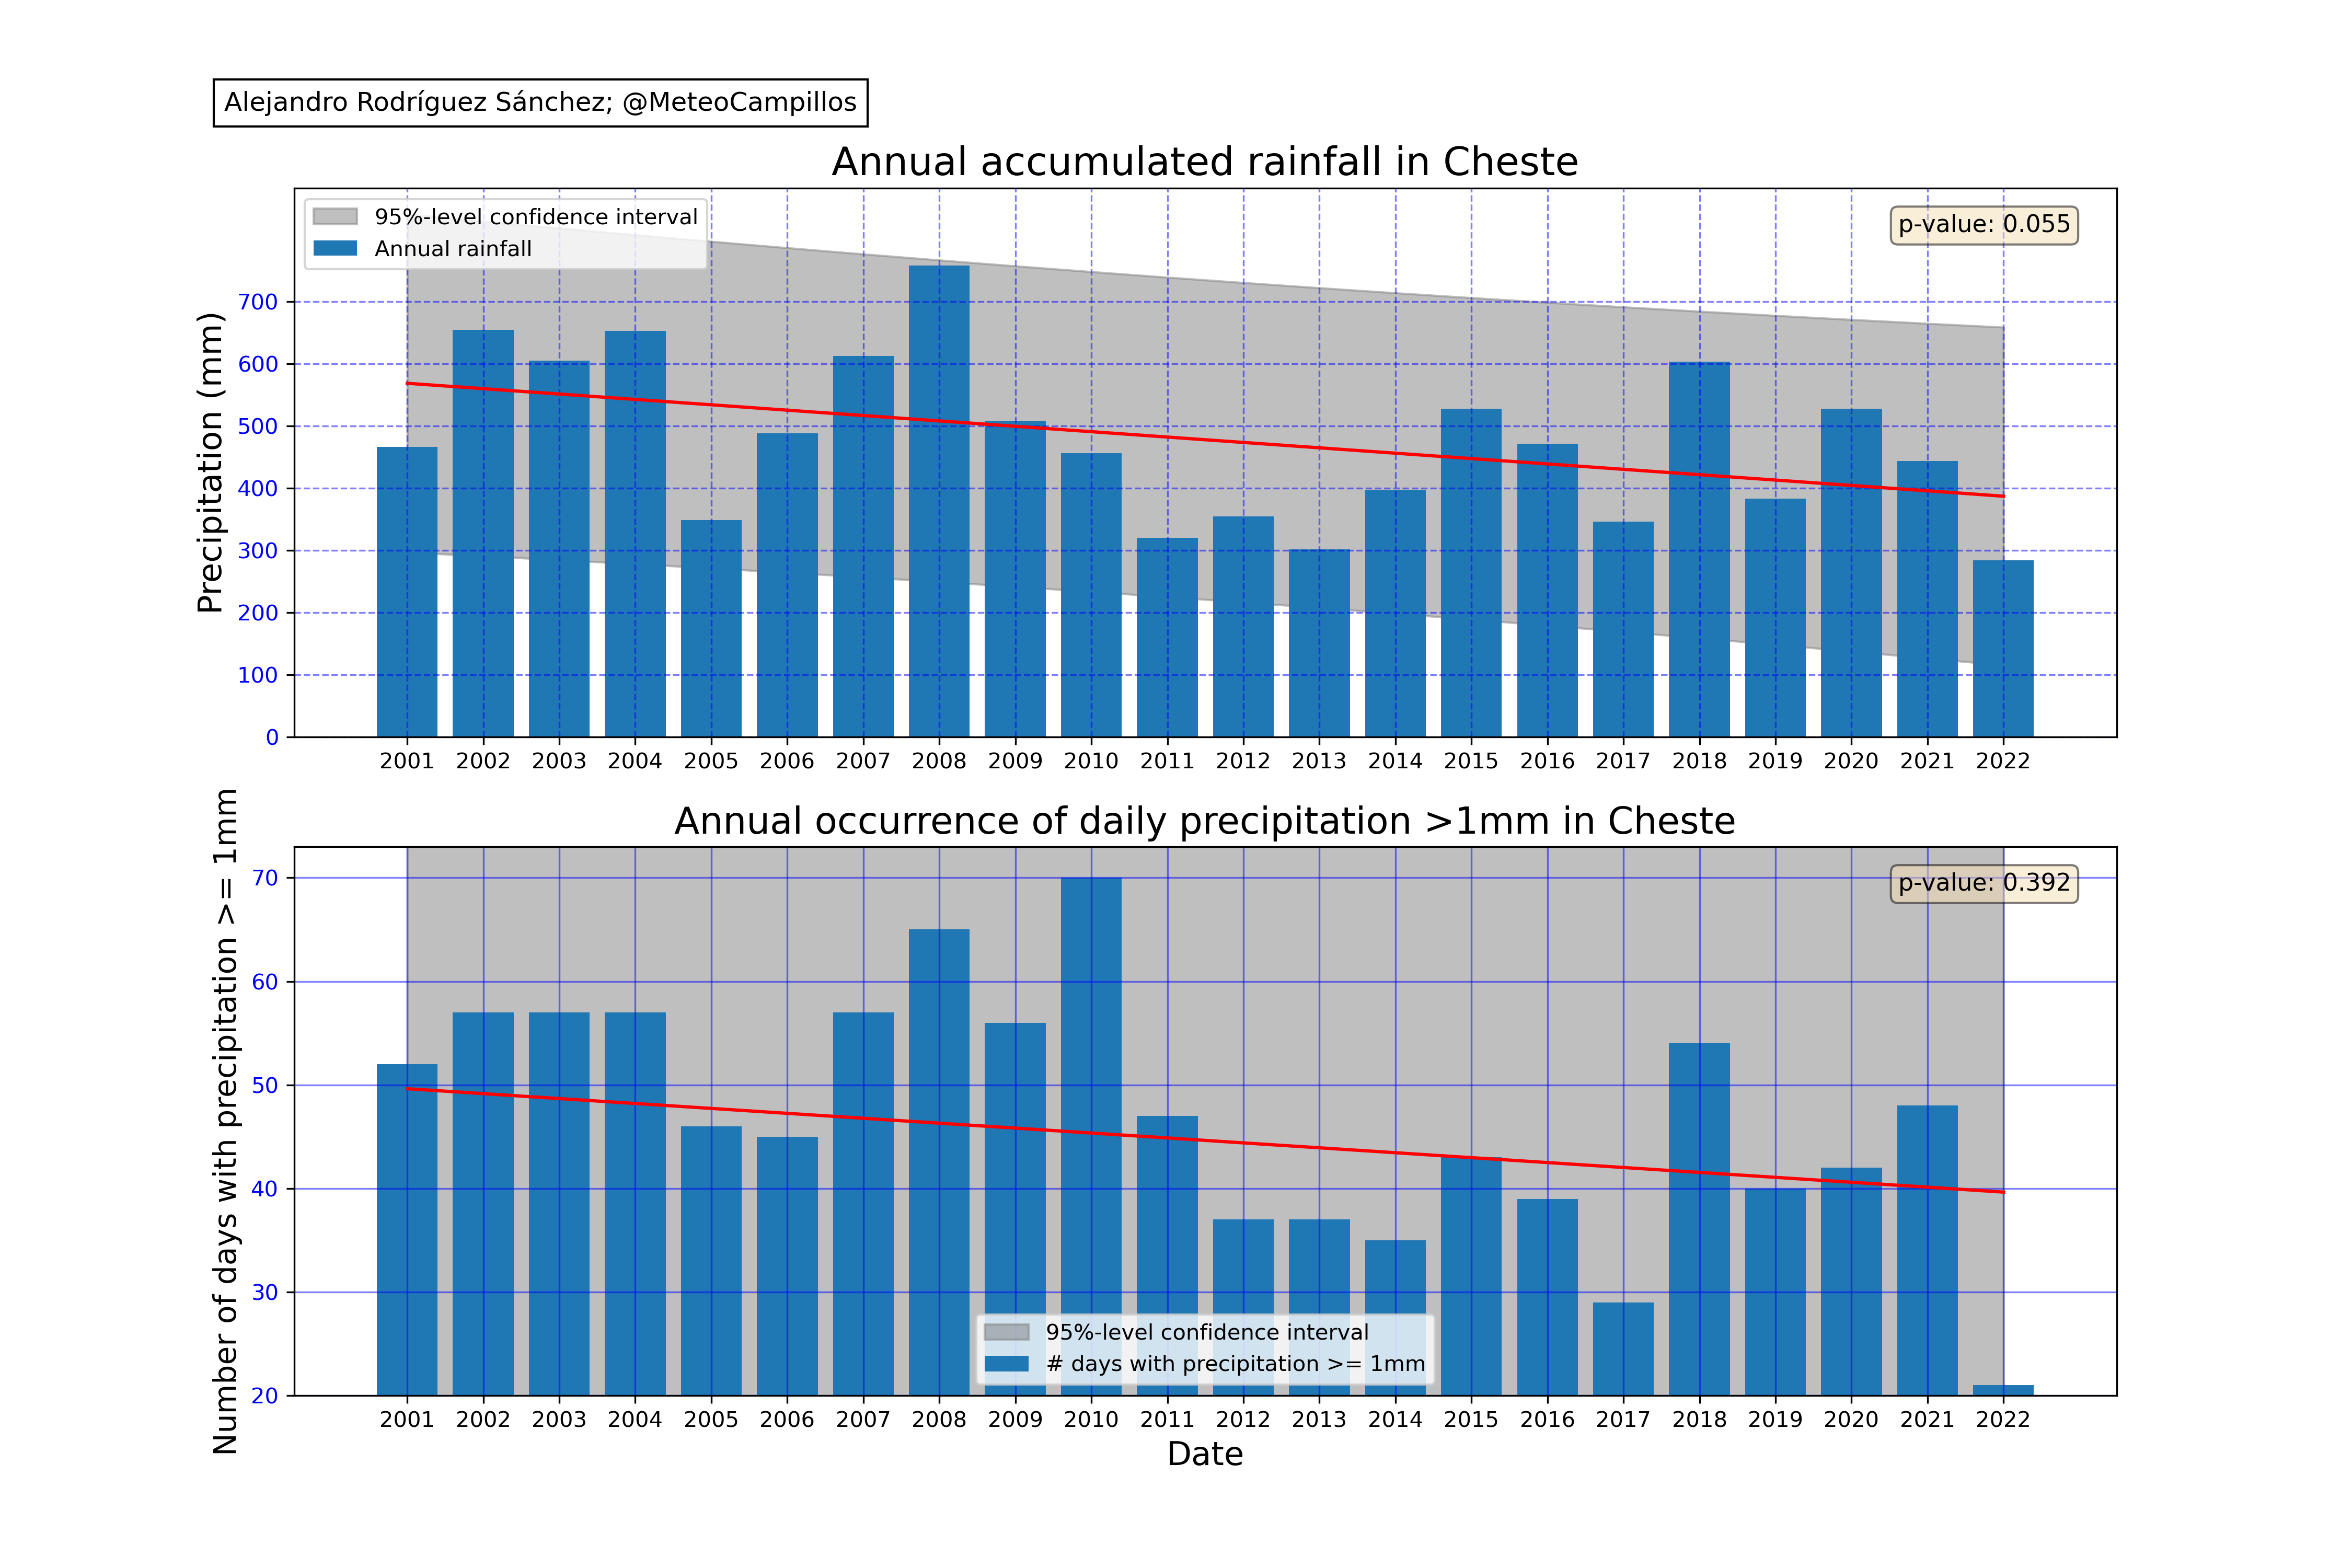 Alejandro Rodríguez Sánchez; @MeteoCampillos
Annual accumulated rainfall in Cheste
95%-level confidence interval
Annual rainfall
p-value: 0.055
Precipitation (mm)
700
600
500
400
300
200
100
0
2001 2002 2003 2004 2005 2006 2007 2008 2009 2010 2011 2012 2013 2014 2015 2016 2017 2018 2019 2020 2021 2022
Annual occurrence of daily precipitation >1mm in Cheste
p-value: 0.392
Number of days with precipitation >= 1mm
70
60
50
40
30
20
95%-level confidence interval
# days with precipitation >= 1mm
2001 2002 2003 2004 2005 2006 2007 2008 2009 2010 2011 2012 2013 2014 2015 2016 2017 2018 2019 2020 2021 2022
Date